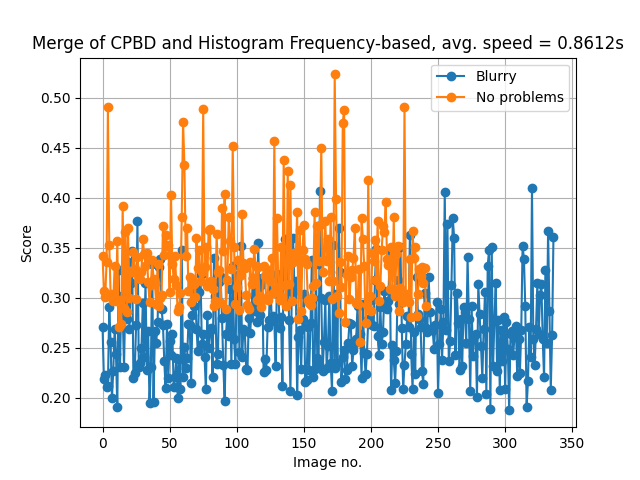 Merge of CPBD and Histogram Frequency-based, avg. speed = 0.8612s
Blurry
No problems
0.50
0.45
0.40
0.35
0.30
0.25
0.20
Score
0 50 100 150 200 250 300 350
Image no.